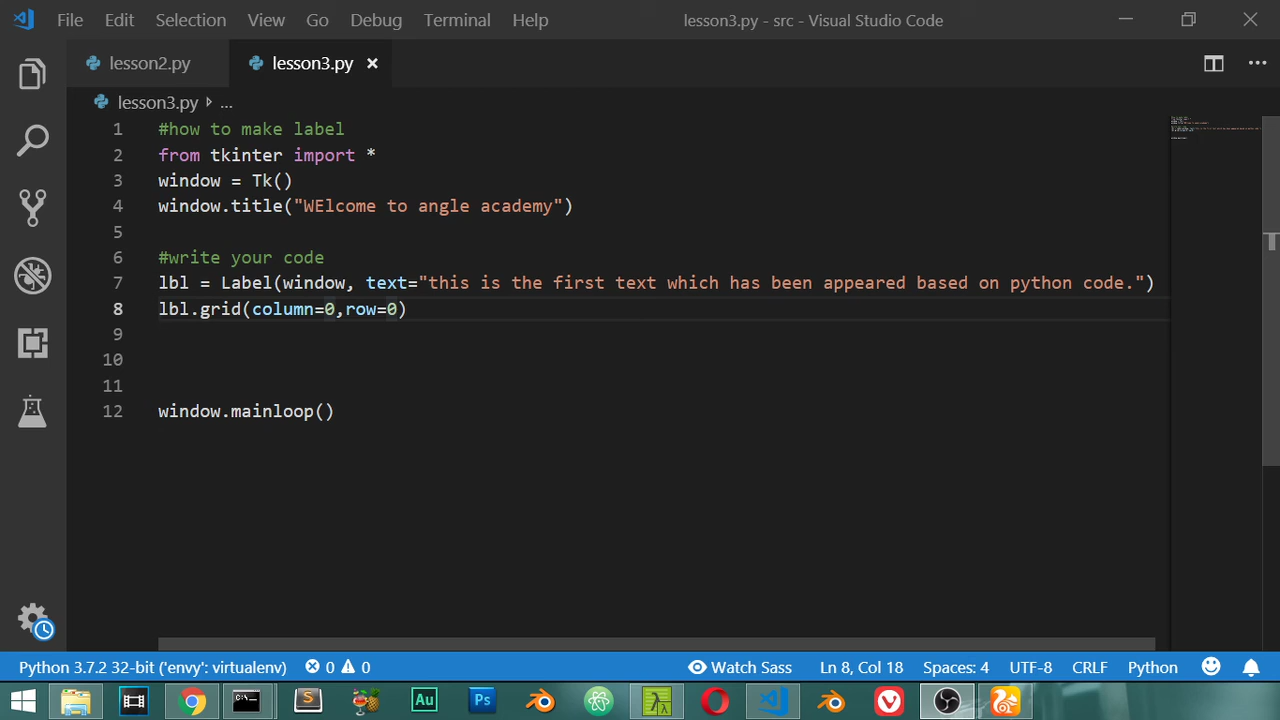 File Edit Selection View Go Debug Terminal Help lesson3.py - src - Visual Studio Code
lesson2.py lesson3.py
lesson3.py ...
1 #how to make label
2 from tkinter import *
3 window = Tk()
4 window.title("WElcome to angle academy")
5
6 #write your code
7 lbl = Label(window, text="this is the first text which has been appeared based on python code.")
8 lbl.grid(column=0,row=0)
9
10
11
12 window.mainloop()
Python 3.7.2 32-bit ('envy': virtualenv) 0 0 Watch Sass Ln 8, Col 18 Spaces: 4 UTF-8 CRLF Python
Au Ps